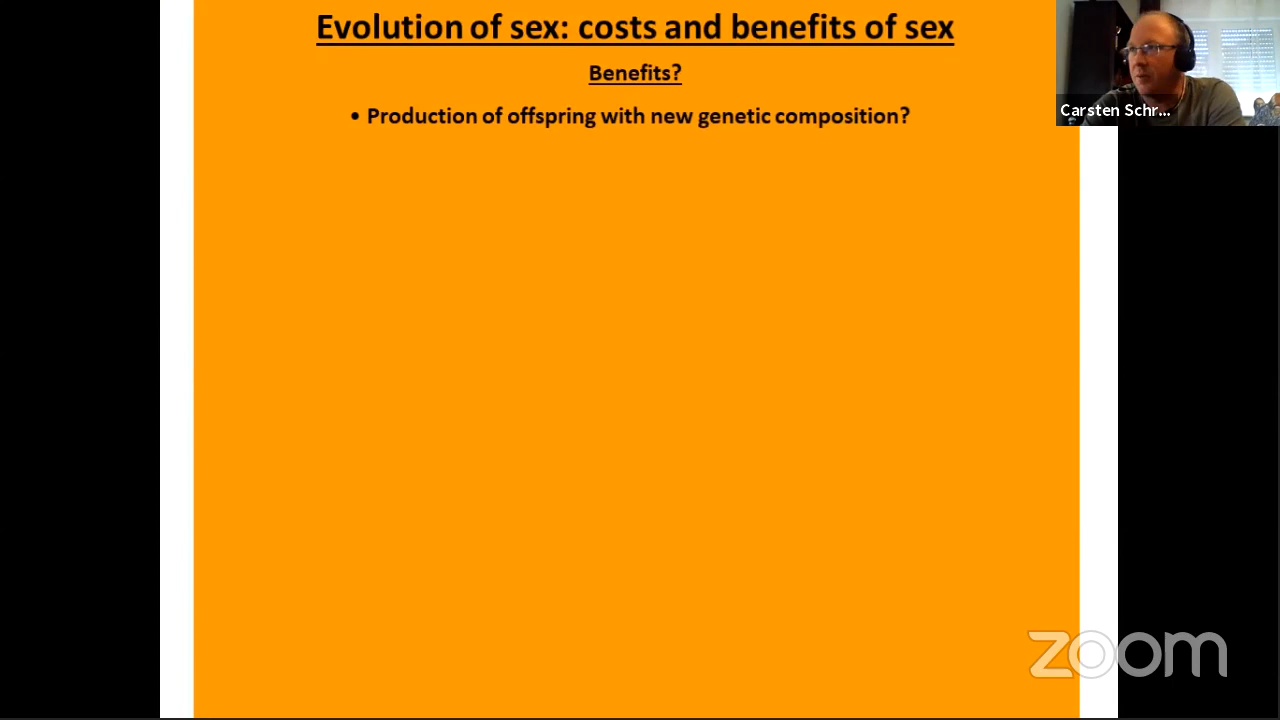 Evolution of sex: costs and benefits of sex
Benefits?
• Production of offspring with new genetic composition?
Carsten Schr...
zoom